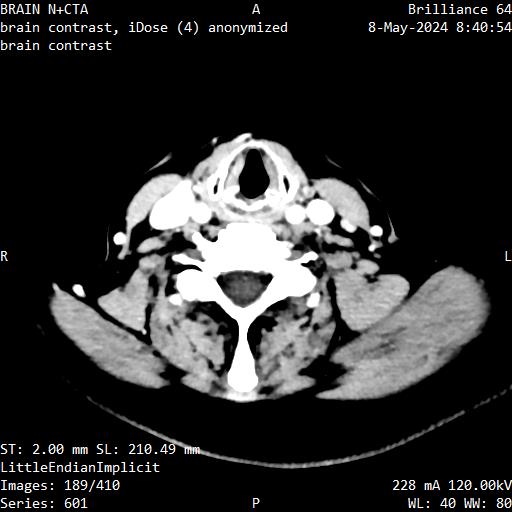 BRAIN N+CTA
brain contrast, iDose (4) anonymized
brain contrast
A
Brilliance 64
8-May-2024 8:40:54
R
L
ST: 2.00 mm SL: 210.49 mm
LittleEndianImplicit
Images: 189/410
Series: 601
P
228 mA 120.00kV
WL: 40 WW: 80